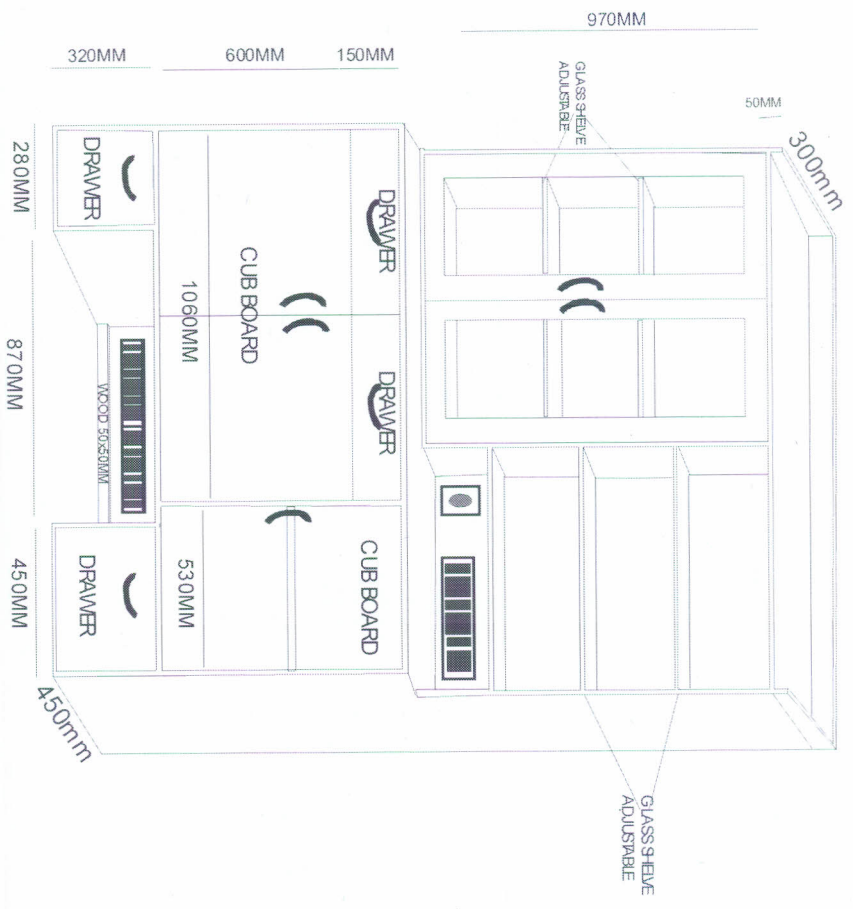 970MM
320MM
600MM
150MM
50MM
GLASS SHELVE
ADJUSTABLE
300mm
280MM
DRAWER
DRAWER
CUB BOARD
1060MM
DRAWER
870MM
WOOD 50x50MM
450MM
DRAWER
530MM
CUB BOARD
450mm
GLASS SHELVE
ADJUSTABLE